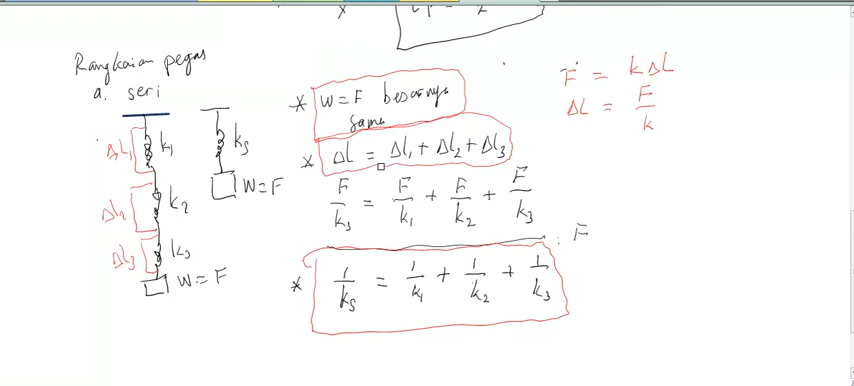 Rangkaian pegas
a. seri
ΔL1
k1
ΔL2
k2
ΔL3
k3
W = F
ks
W = F
* W = F besarnya
sama
* ΔL = ΔL1 + ΔL2 + ΔL3
F/ks = F/k1 + F/k2 + F/k3
: F
* 1/ks = 1/k1 + 1/k2 + 1/k3
F = k ΔL
ΔL = F/k